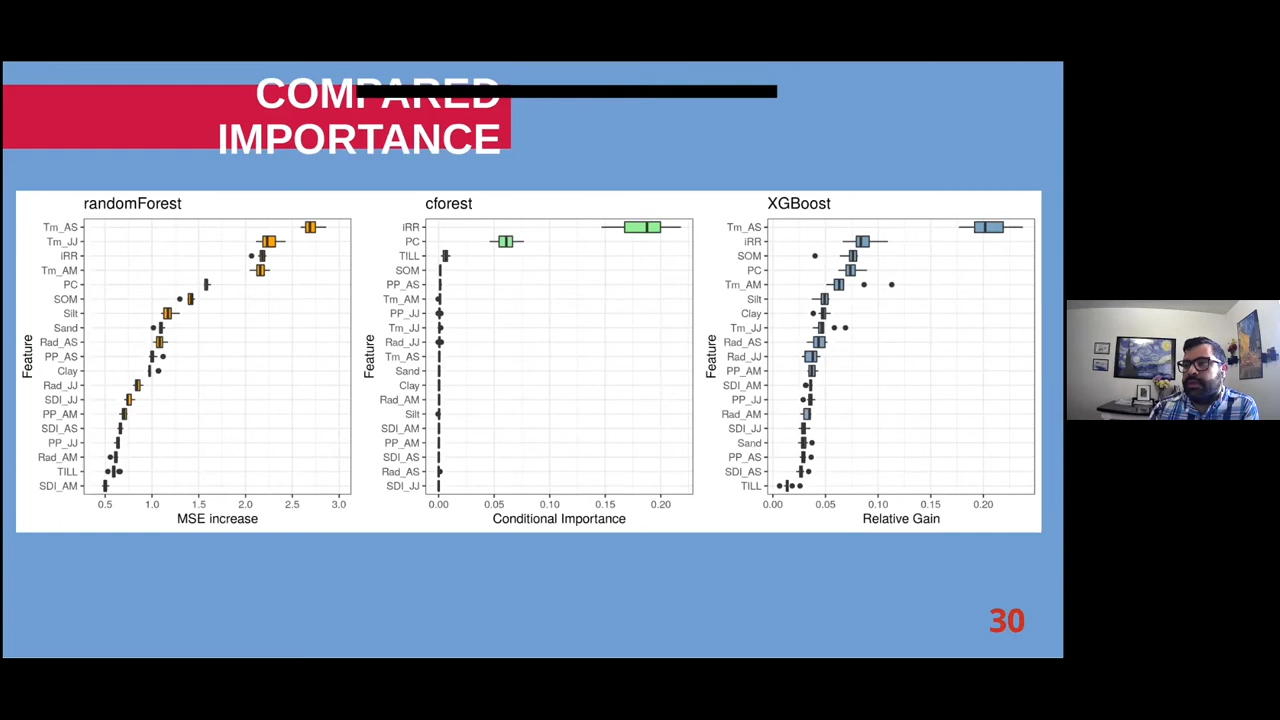 COMPARED
IMPORTANCE
randomForest
Feature
Tm_AS
Tm_JJ
iRR
Tm_AM
PC
SOM
Silt
Sand
Rad_AS
PP_AS
Clay
Rad_JJ
SDI_JJ
PP_AM
SDI_AS
PP_JJ
Rad_AM
TILL
SDI_AM
0.5 1.0 1.5 2.0 2.5 3.0
MSE increase
cforest
Feature
iRR
PC
TILL
SOM
PP_AS
Tm_AM
PP_JJ
Tm_JJ
Rad_JJ
Tm_AS
Sand
Clay
Rad_AM
Silt
SDI_AM
PP_AM
SDI_AS
Rad_AS
SDI_JJ
0.00 0.05 0.10 0.15 0.20
Conditional Importance
XGBoost
Feature
Tm_AS
iRR
SOM
PC
Tm_AM
Silt
Clay
Tm_JJ
Rad_AS
Rad_JJ
PP_AM
SDI_AM
PP_JJ
Rad_AM
SDI_JJ
Sand
PP_AS
SDI_AS
TILL
0.00 0.05 0.10 0.15 0.20
Relative Gain
30